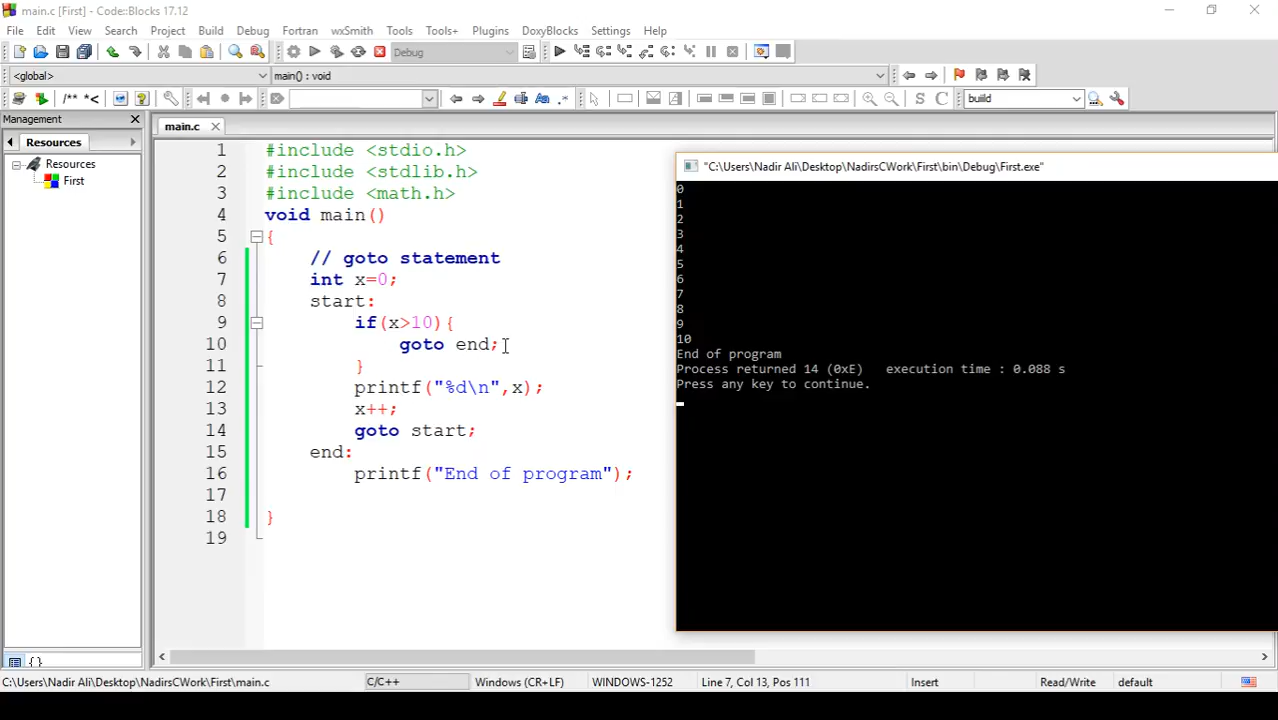 main.c [First] - Code::Blocks 17.12
File Edit View Search Project Build Debug Fortran wxSmith Tools Tools+ Plugins DoxyBlocks Settings Help
Debug
<global> main() : void
/** *< Aa .* S C build
Management
Resources
Resources
First
main.c
1 #include <stdio.h>
2 #include <stdlib.h>
3 #include <math.h>
4 void main()
5 {
6 // goto statement
7 int x=0;
8 start:
9 if(x>10){
10 goto end;
11 }
12 printf("%d\n",x);
13 x++;
14 goto start;
15 end:
16 printf("End of program");
17
18 }
19
"C:\Users\Nadir Ali\Desktop\NadirsCWork\First\bin\Debug\First.exe"
0
1
2
3
4
5
6
7
8
9
10
End of program
Process returned 14 (0xE) execution time : 0.088 s
Press any key to continue.
{}
C:\Users\Nadir Ali\Desktop\NadirsCWork\First\main.c C/C++ Windows (CR+LF) WINDOWS-1252 Line 7, Col 13, Pos 111 Insert Read/Write default